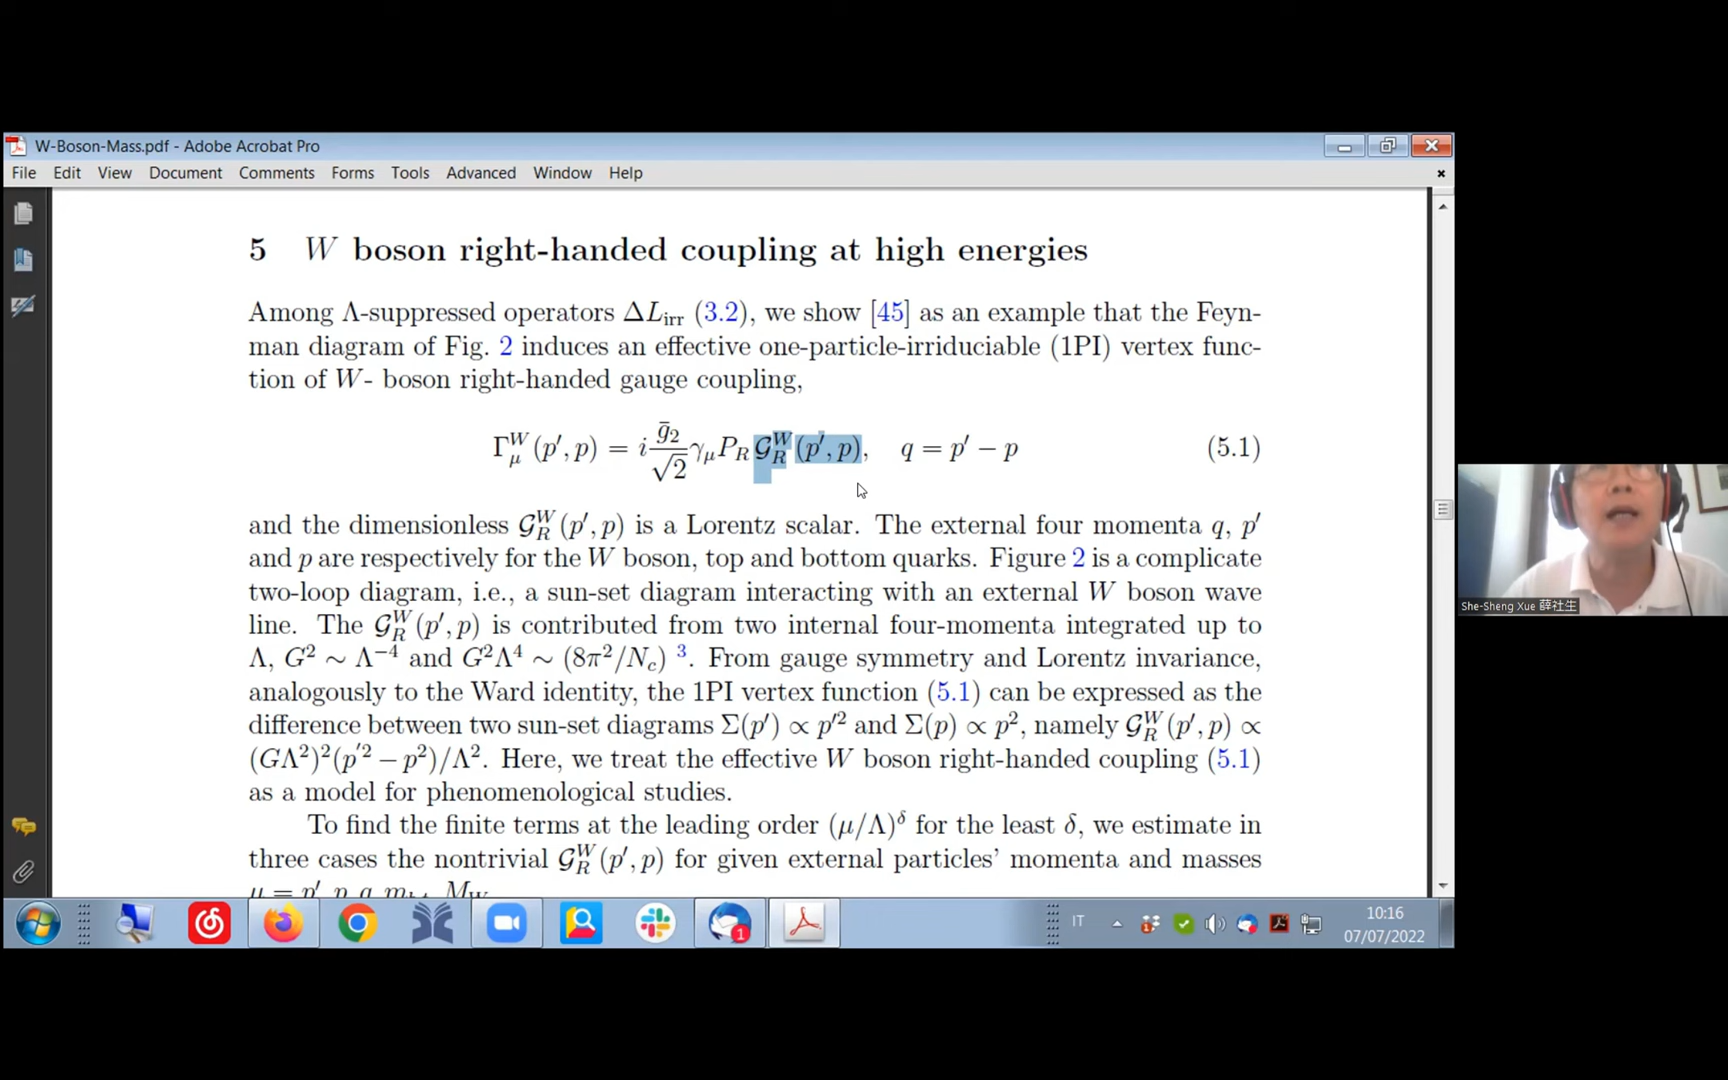 W-Boson-Mass.pdf - Adobe Acrobat Pro
File Edit View Document Comments Forms Tools Advanced Window Help
5 W boson right-handed coupling at high energies
Among Λ-suppressed operators ΔL_irr (3.2), we show [45] as an example that the Feyn-
man diagram of Fig. 2 induces an effective one-particle-irriduciable (1PI) vertex func-
tion of W- boson right-handed gauge coupling,
Γ^W_μ(p′, p) = i ḡ₂/√2 γ_μ P_R 𝒢^W_R(p′, p), q = p′ − p (5.1)
and the dimensionless 𝒢^W_R(p′, p) is a Lorentz scalar. The external four momenta q, p′
and p are respectively for the W boson, top and bottom quarks. Figure 2 is a complicate
two-loop diagram, i.e., a sun-set diagram interacting with an external W boson wave
line. The 𝒢^W_R(p′, p) is contributed from two internal four-momenta integrated up to
Λ, G² ∼ Λ⁻⁴ and G²Λ⁴ ∼ (8π²/N_c) ³. From gauge symmetry and Lorentz invariance,
analogously to the Ward identity, the 1PI vertex function (5.1) can be expressed as the
difference between two sun-set diagrams Σ(p′) ∝ p′² and Σ(p) ∝ p², namely 𝒢^W_R(p′, p) ∝
(GΛ²)²(p′² − p²)/Λ². Here, we treat the effective W boson right-handed coupling (5.1)
as a model for phenomenological studies.
To find the finite terms at the leading order (μ/Λ)^δ for the least δ, we estimate in
three cases the nontrivial 𝒢^W_R(p′, p) for given external particles' momenta and masses
μ = p′, p, q, m_{b,t}, M_W
She-Sheng Xue 薛社生
1
IT
10:16
07/07/2022